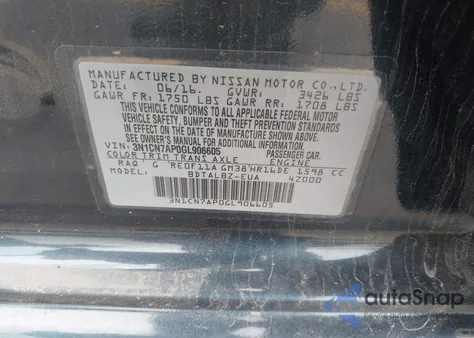 MANUFACTURED BY NISSAN MOTOR CO., LTD.
DATE: 06/16. GVWR: 3426 LBS
GAWR FR: 1750 LBS GAWR RR: 1708 LBS
THIS VEHICLE CONFORMS TO ALL APPLICABLE FEDERAL MOTOR
VEHICLE SAFETY, BUMPER, AND THEFT PREVENTION STANDARDS
IN EFFECT ON THE DATE OF MANUFACTURE SHOWN ABOVE.
SEE OWNER'S MANUAL FOR ADDITIONAL INFORMATION
VIN: 3N1CN7AP0GL906605 PASSENGER CAR
COLOR TRIM TRANS AXLE ENGINE
RAQ G RE0F11A GM38 HR16DE 1598 CC
BDTALBZ-EUA 4Z000
3N1CN7AP0GL906605
autoSnap